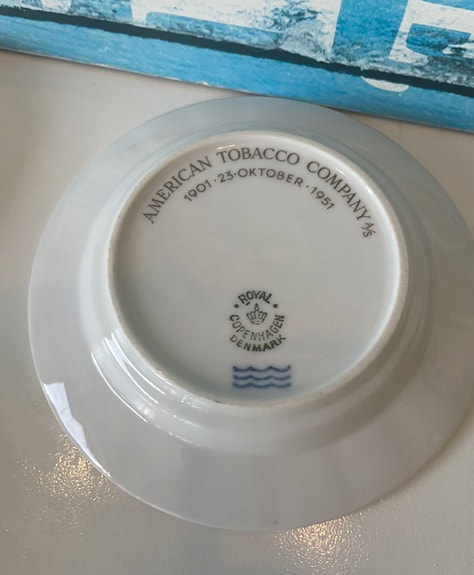 AMERICAN TOBACCO COMPANY A/S
1901·23·OKTOBER·1951
ROYAL
COPENHAGEN
DENMARK